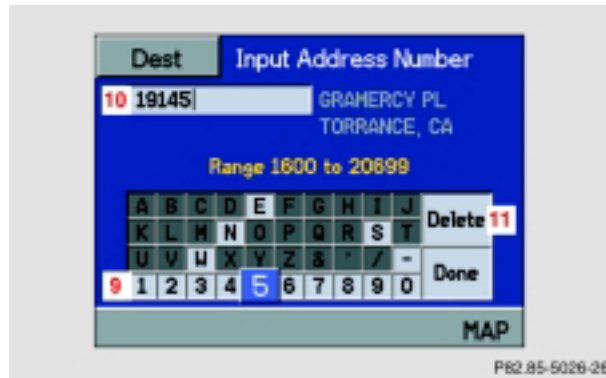 Dest Input Address Number
10 19145 GRAMERCY PL
TORRANCE, CA
Range 1600 to 20699
A B C D E F G H I J Delete 11
K L M N O P Q R S T
U V W X Y Z & ' / - Done
9 1 2 3 4 5 6 7 8 9 0
MAP
P82.85-5026-26